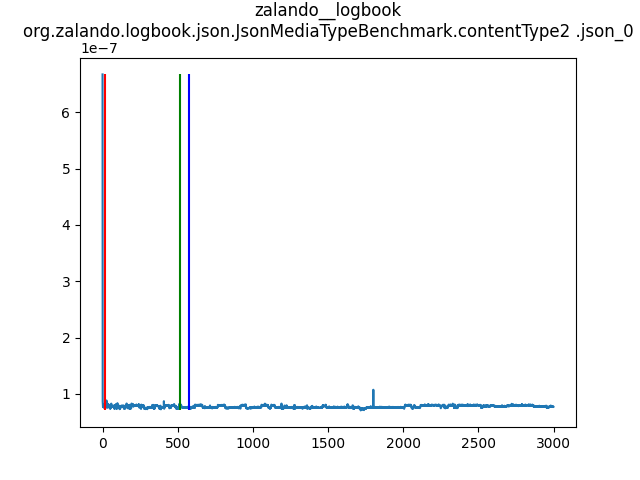 zalando__logbook
org.zalando.logbook.json.JsonMediaTypeBenchmark.contentType2 .json_0
1e−7
6
5
4
3
2
1
0 500 1000 1500 2000 2500 3000